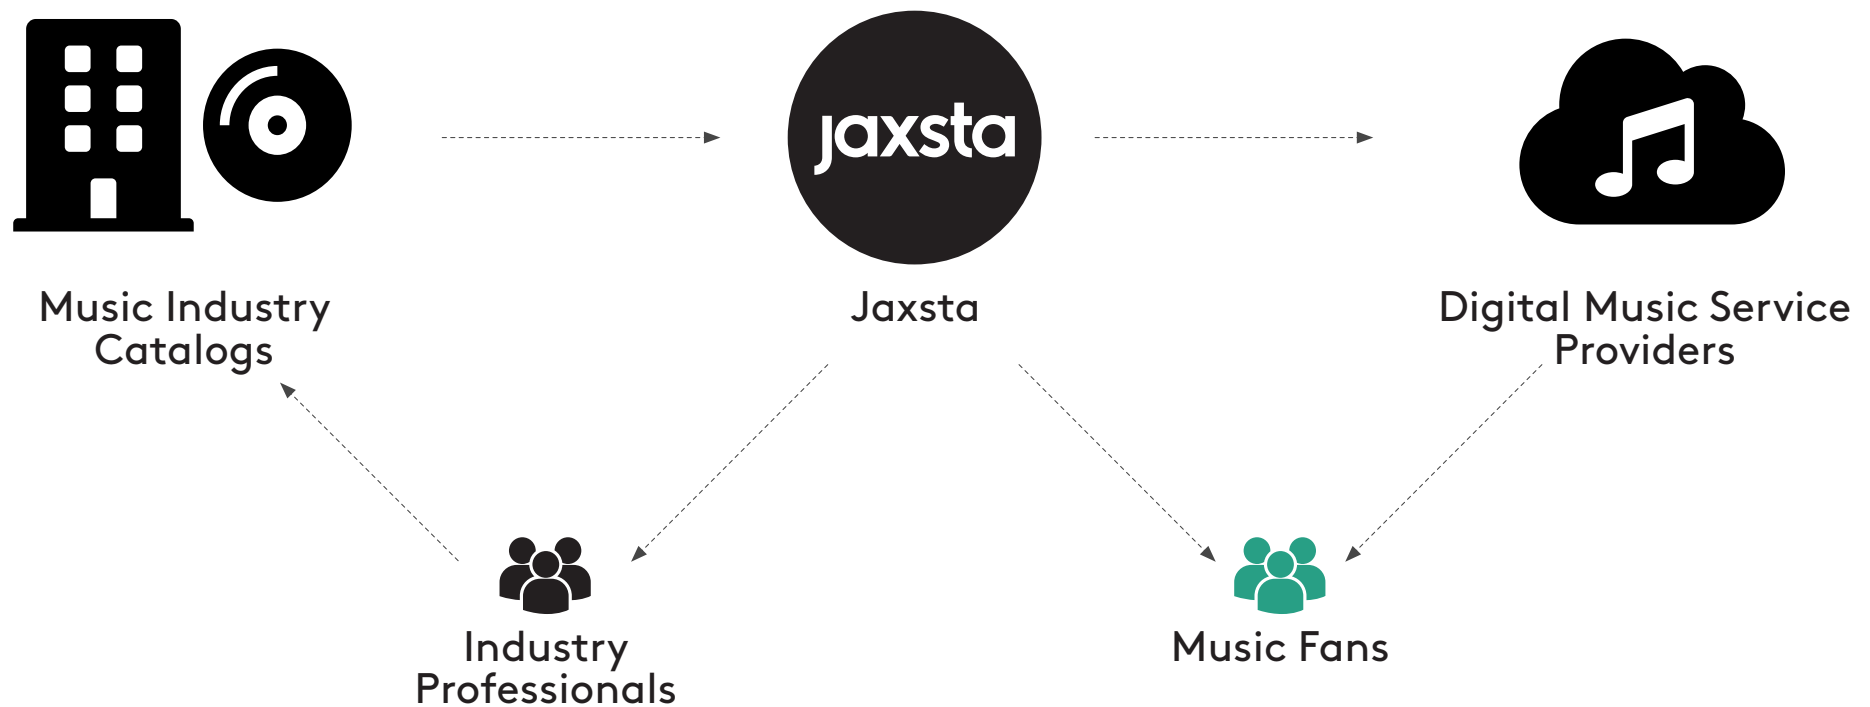 jaxsta
Music Industry
Catalogs
Jaxsta
Digital Music Service
Providers
Industry
Professionals
Music Fans